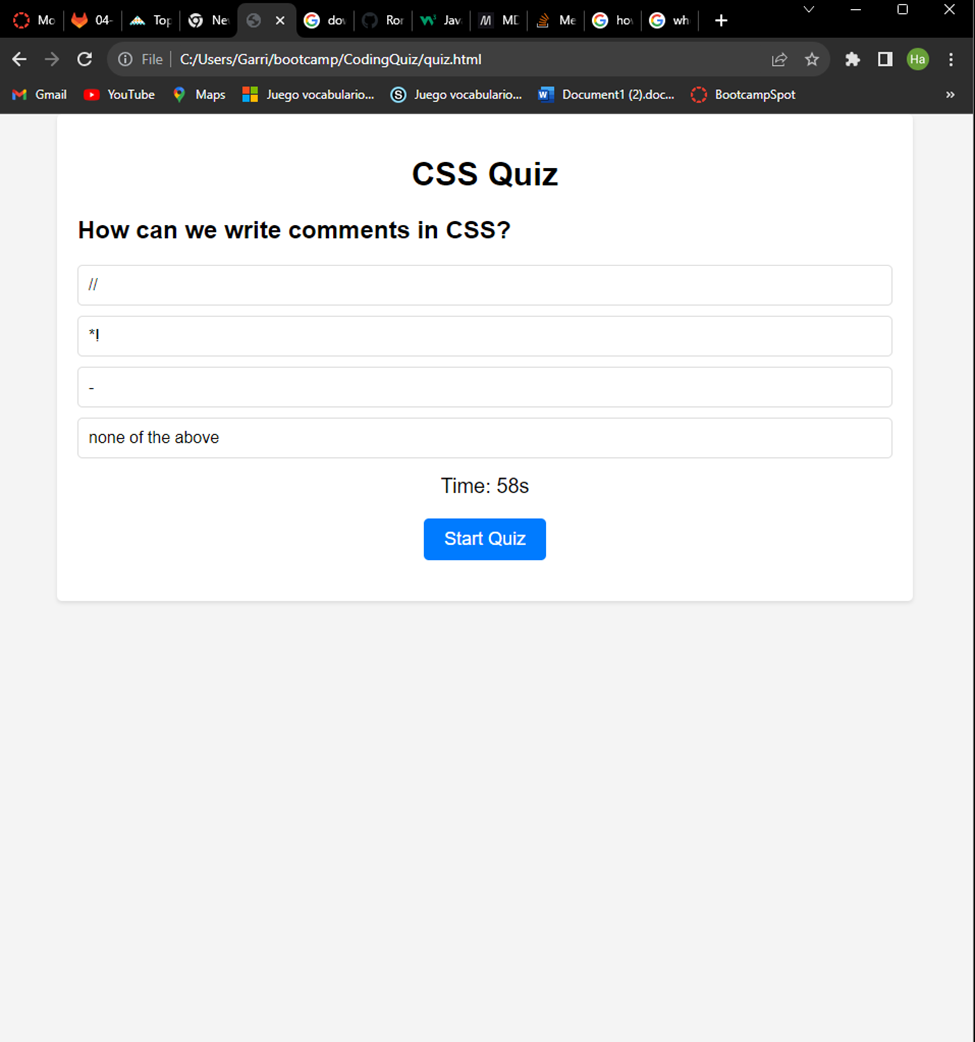 Mo 04- Top Ne dov Ror Jav MD Me hov wh
File C:/Users/Garri/bootcamp/CodingQuiz/quiz.html Ha
Gmail YouTube Maps Juego vocabulario... Juego vocabulario... Document1 (2).doc... BootcampSpot »
CSS Quiz
How can we write comments in CSS?
//
*!
-
none of the above
Time: 58s
Start Quiz